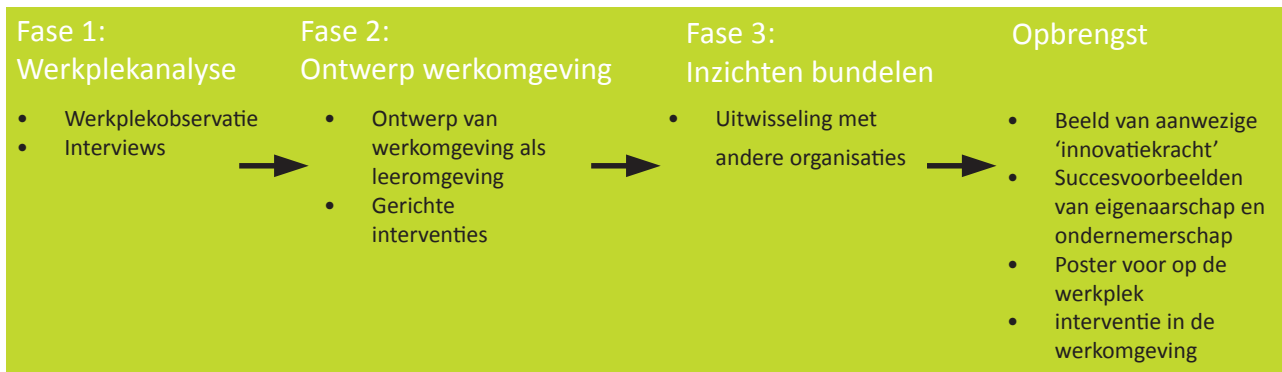 Fase 1:
Werkplekanalyse
• Werkplekobservatie
• Interviews
Fase 2:
Ontwerp werkomgeving
• Ontwerp van
werkomgeving als
leeromgeving
• Gerichte
interventies
Fase 3:
Inzichten bundelen
• Uitwisseling met
andere organisaties
Opbrengst
• Beeld van aanwezige
‘innovatiekracht’
• Succesvoorbeelden
van eigenaarschap en
ondernemerschap
• Poster voor op de
werkplek
• interventie in de
werkomgeving